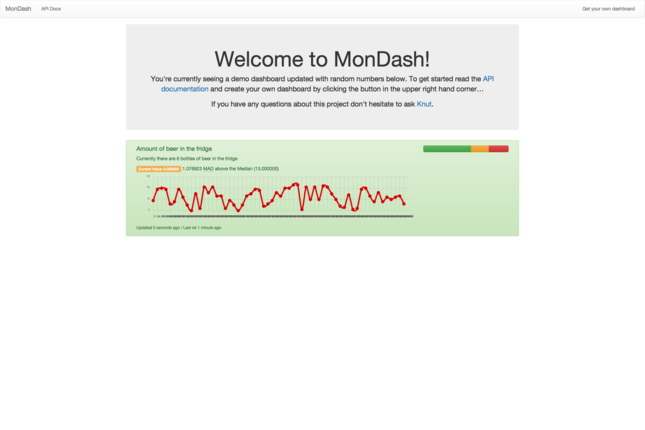 MonDash API Docs Get your own dashboard
Welcome to MonDash!
You're currently seeing a demo dashboard updated with random numbers below. To get started read the API
documentation and create your own dashboard by clicking the button in the upper right hand corner...
If you have any questions about this project don't hesitate to ask Knut.
Amount of beer in the fridge
Currently there are 6 bottles of beer in the fridge
Current Value 1.076923 MAD above the Median (13.000000)
Updated 5 seconds ago / Last ok 1 minute ago